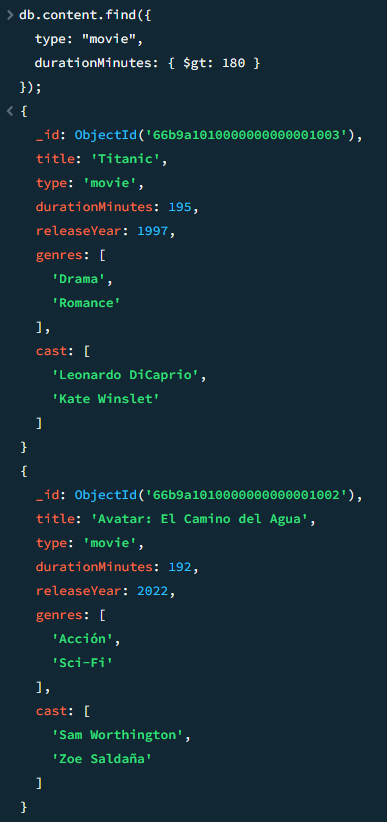 db.content.find({
  type: "movie",
  durationMinutes: { $gt: 180 }
});
{
  _id: ObjectId('66b9a1010000000000001003'),
  title: 'Titanic',
  type: 'movie',
  durationMinutes: 195,
  releaseYear: 1997,
  genres: [
    'Drama',
    'Romance'
  ],
  cast: [
    'Leonardo DiCaprio',
    'Kate Winslet'
  ]
}
{
  _id: ObjectId('66b9a1010000000000001002'),
  title: 'Avatar: El Camino del Agua',
  type: 'movie',
  durationMinutes: 192,
  releaseYear: 2022,
  genres: [
    'Acción',
    'Sci-Fi'
  ],
  cast: [
    'Sam Worthington',
    'Zoe Saldaña'
  ]
}